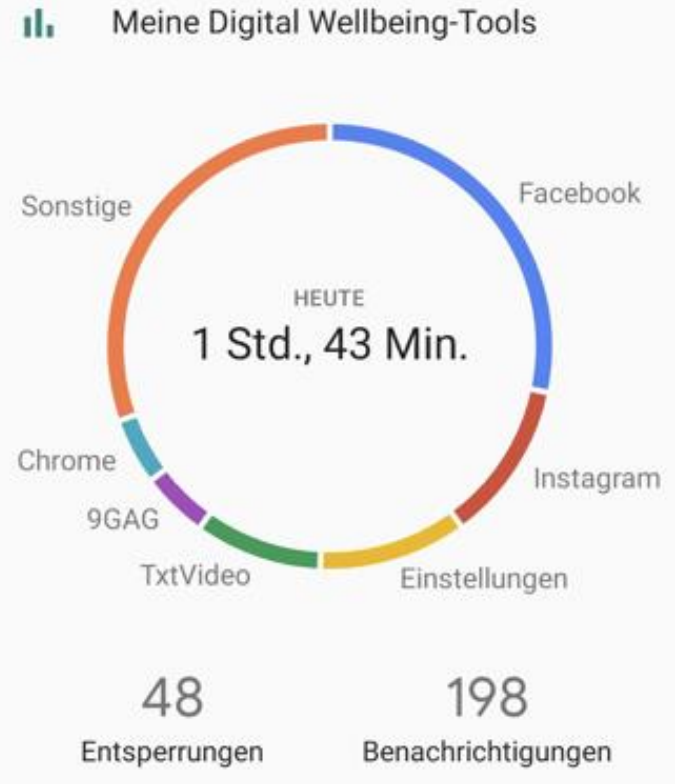 Meine Digital Wellbeing-Tools
Sonstige
Facebook
HEUTE
1 Std., 43 Min.
Chrome
Instagram
9GAG
TxtVideo
Einstellungen
48
Entsperrungen
198
Benachrichtigungen